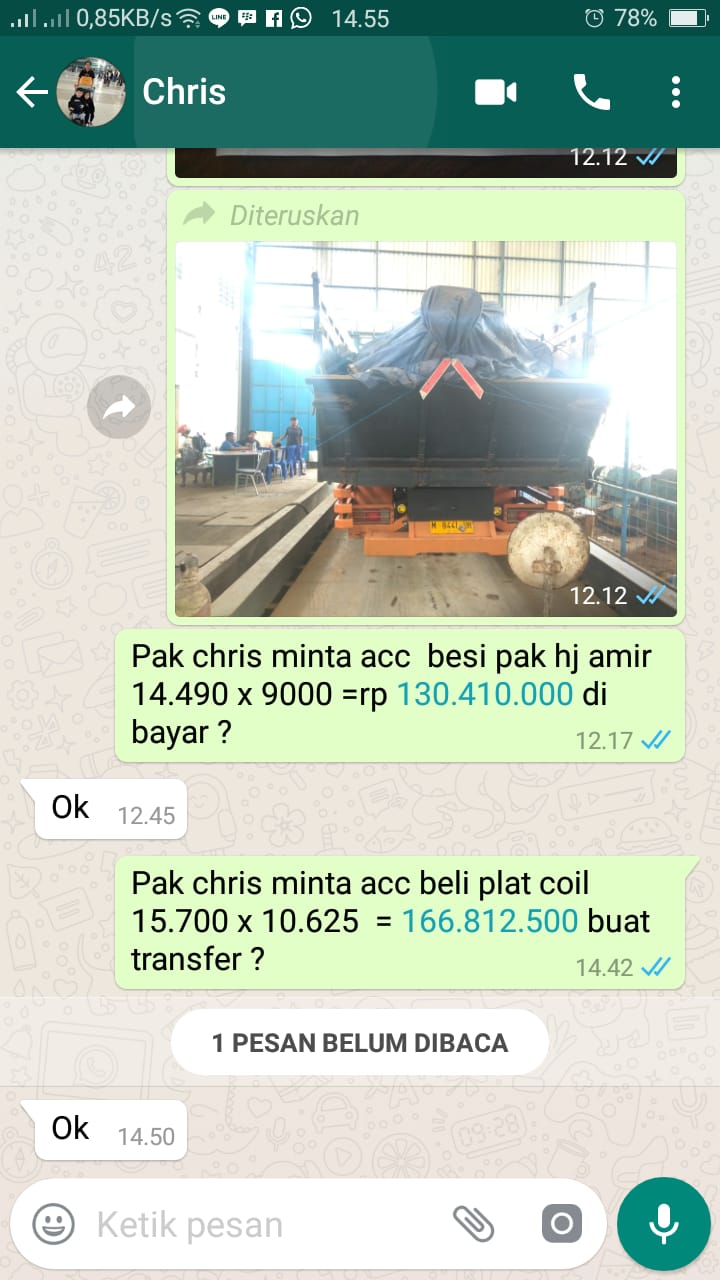 0,85KB/s LINE 14.55 78%
Chris
12.12
Diteruskan
12.12
Pak chris minta acc besi pak hj amir
14.490 x 9000 =rp 130.410.000 di
bayar ?
12.17
Ok 12.45
Pak chris minta acc beli plat coil
15.700 x 10.625 = 166.812.500 buat
transfer ?
14.42
1 PESAN BELUM DIBACA
Ok 14.50
Ketik pesan